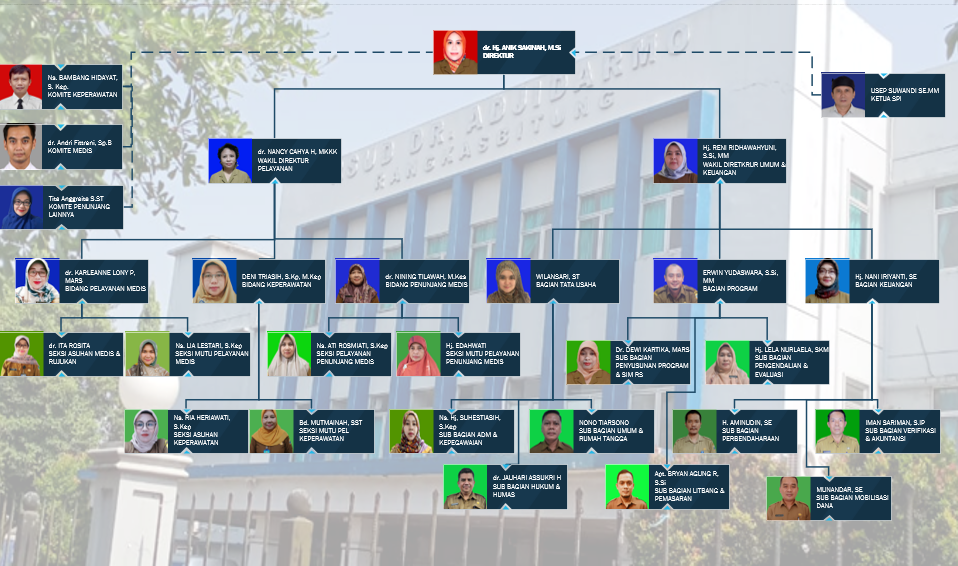 dr. Hj. ANIK SAKINAH, M.Si
DIREKTUR
Ns. BAMBANG HIDAYAT,
S. Kep.
KOMITE KEPERAWATAN
USEP SUWANDI SE.MM
KETUA SPI
dr. Andri Fitrani, Sp.B
KOMITE MEDIS
dr. NANCY CAHYA H, MKKK
WAKIL DIREKTUR
PELAYANAN
Hj. RENI RIDHAWAHYUNI,
S.Si, MM
WAKIL DIRETKRUR UMUM &
KEUANGAN
Tita Anggraita S.ST
KOMITE PENUNJANG
LAINNYA
RSUD DR ADJIDARMO
RANGKASBITUNG
dr. KARLEANNE LONY P,
MARS
BIDANG PELAYANAN MEDIS
DENI TRIASIH, S.Kp, M.Kep
BIDANG KEPERAWATAN
dr. NINING TILAWAH, M.Kes
BIDANG PENUNJANG MEDIS
WILANSARI, ST
BAGIAN TATA USAHA
ERWIN YUDASWARA, S.Si,
MM
BAGIAN PROGRAM
Hj. NANI IRIYANTI, SE
BAGIAN KEUANGAN
dr. ITA ROSITA
SEKSI ASUHAN MEDIS &
RUJUKAN
Ns. LIA LESTARI, S.Kep
SEKSI MUTU PELAYANAN
MEDIS
Ns. ATI ROSMIATI, S.Kep
SEKSI PELAYANAN
PENUNJANG MEDIS
Hj. EDAHWATI
SEKSI MUTU PELAYANAN
PENUNJANG MEDIS
Dr. DEWI KARTIKA, MARS
SUB BAGIAN
PENYUSUNAN PROGRAM
& SIM RS
Hj. LELA NURLAELA, SKM
SUB BAGIAN
PENGENDALIAN &
EVALUASI
Ns. RIA HERIAWATI,
S.Kep
SEKSI ASUHAN
KEPERAWATAN
Bd. MUTMAINAH, SST
SEKSI MUTU PEL
KEPERAWATAN
Ns. Hj. SUHESTIASIH,
S.Kep
SUB BAGIAN ADM &
KEPEGAWAIAN
NONO TIARSONO
SUB BAGIAN UMUM &
RUMAH TANGGA
H. AMINUDIN, SE
SUB BAGIAN
PERBENDAHARAAN
IMAN SARIMAN, S.IP
SUB BAGIAN VERIFIKASI
& AKUNTANSI
dr. JAUHARI ASSUKRI H
SUB BAGIAN HUKUM &
HUMAS
Apt. BRYAN AGUNG R,
S.Si
SUB BAGIAN LITBANG &
PEMASARAN
MUNANDAR, SE
SUB BAGIAN MOBILISASI
DANA